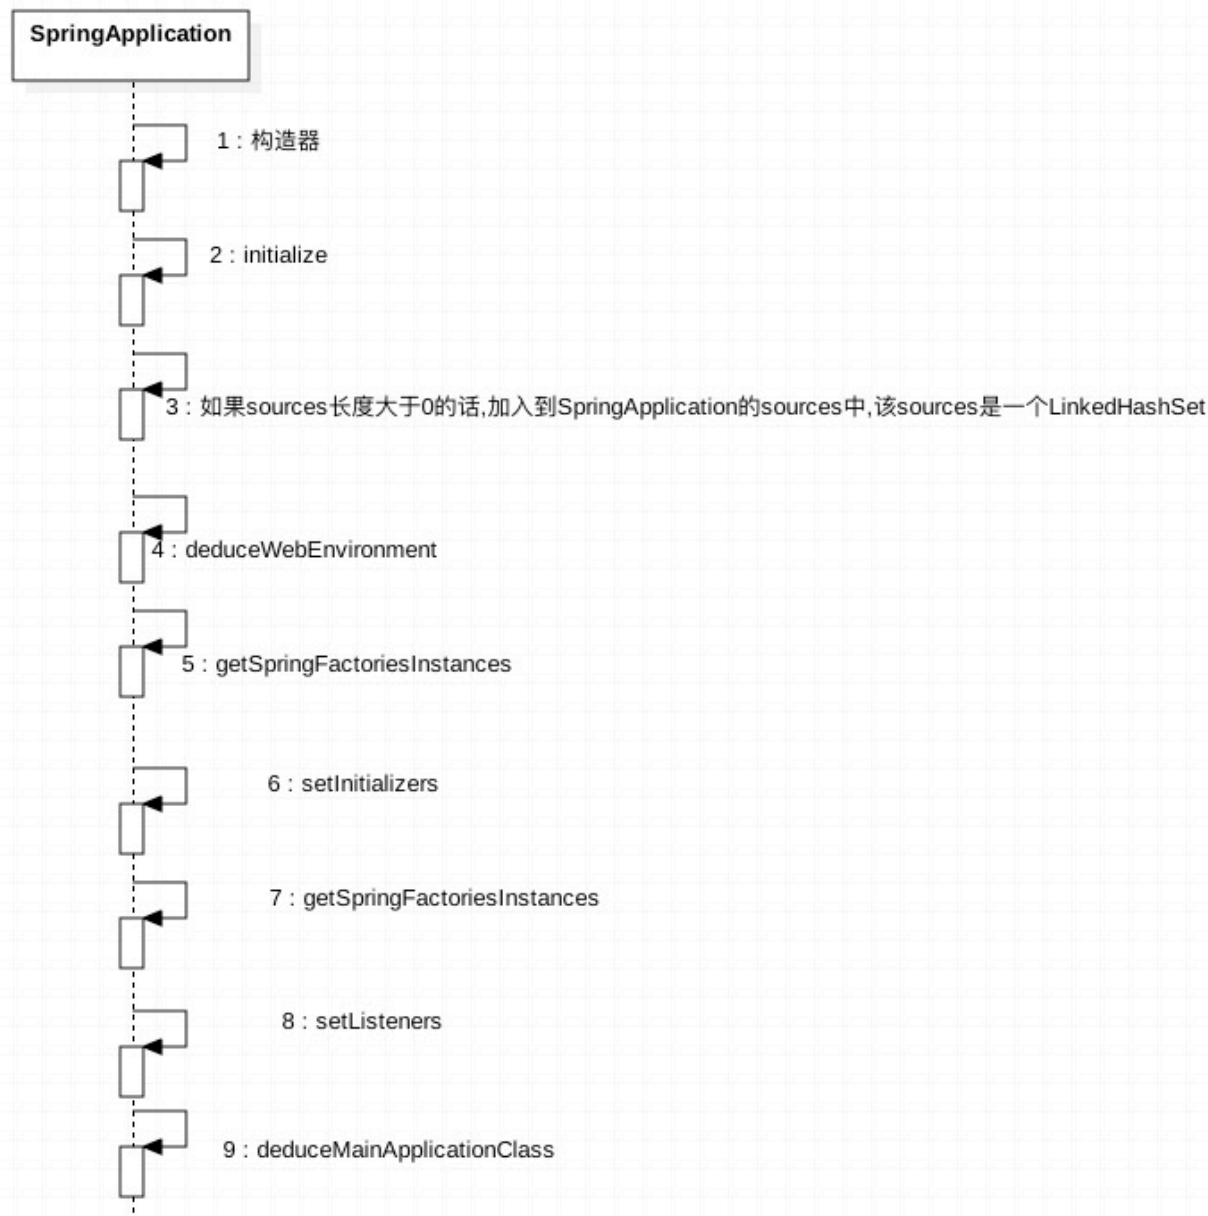 SpringApplication
1 : 构造器
2 : initialize
3 : 如果sources长度大于0的话,加入到SpringApplication的sources中,该sources是一个LinkedHashSet
4 : deduceWebEnvironment
5 : getSpringFactoriesInstances
6 : setInitializers
7 : getSpringFactoriesInstances
8 : setListeners
9 : deduceMainApplicationClass